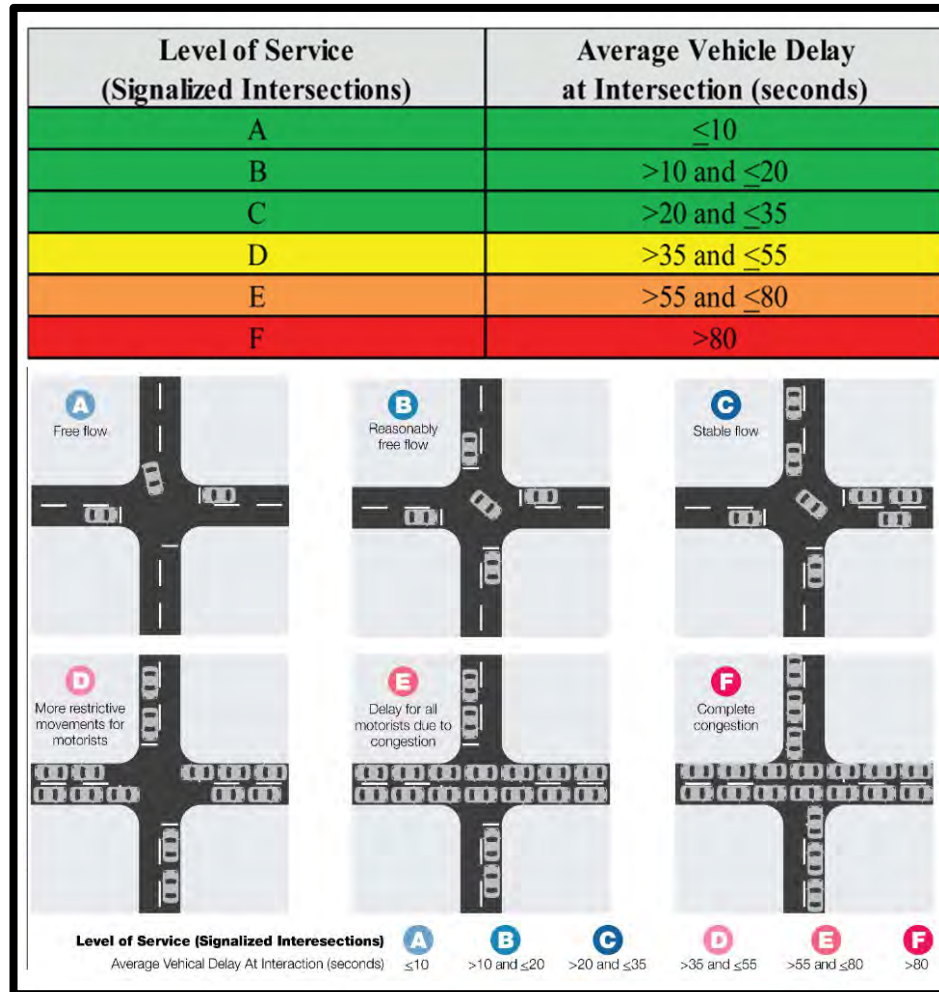 Level of Service
(Signalized Intersections)
Average Vehicle Delay
at Intersection (seconds)
A
≤10
B
>10 and ≤20
C
>20 and ≤35
D
>35 and ≤55
E
>55 and ≤80
F
>80
A
Free flow
B
Reasonably
free flow
C
Stable flow
D
More restrictive
movements for
motorists
E
Delay for all
motorists due to
congestion
F
Complete
congestion
Level of Service (Signalized Interesections)
A
B
C
D
E
F
Average Vehical Delay At Interaction (seconds)
≤10
>10 and ≤20
>20 and ≤35
>35 and ≤55
>55 and ≤80
>80